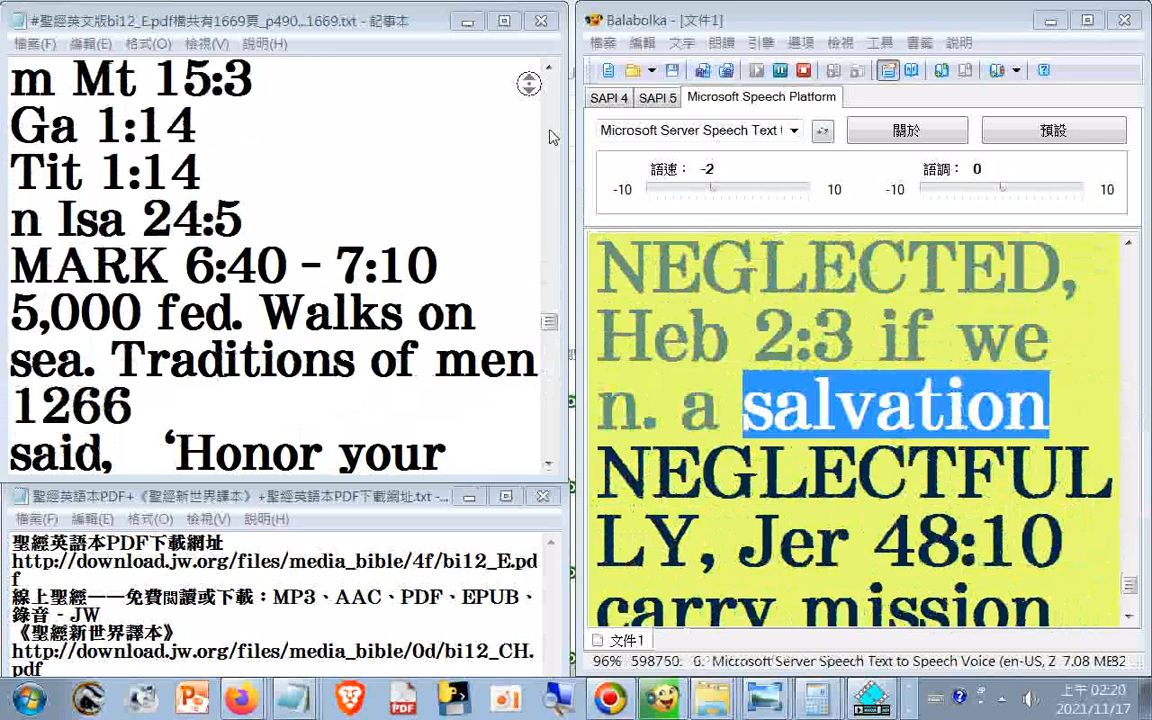 #聖經英文版bi12_E.pdf檔共有1669頁_p490..._1669.txt - 記事本
檔案(F) 編輯(E) 格式(O) 檢視(V) 說明(H)
m Mt 15:3
Ga 1:14
Tit 1:14
n Isa 24:5
MARK 6:40 – 7:10
5,000 fed. Walks on
sea. Traditions of men
1266
said, ‘Honor your
聖經英語本PDF+《聖經新世界譯本》+聖經英語本PDF下載網址.txt -...
檔案(F) 編輯(E) 格式(O) 檢視(V) 說明(H)
聖經英語本PDF下載網址
http://download.jw.org/files/media_bible/4f/bi12_E.pd
f
線上聖經——免費閱讀或下載：MP3、AAC、PDF、EPUB、
錄音 - JW
《聖經新世界譯本》
http://download.jw.org/files/media_bible/0d/bi12_CH.
pdf
Balabolka - [文件1]
檔案 編輯 文字 朗讀 引擎 選項 檢視 工具 書籤 說明
SAPI 4 SAPI 5 Microsoft Speech Platform
Microsoft Server Speech Text 關於 預設
語速： -2 語調： 0
-10 10 -10 10
NEGLECTED,
Heb 2:3 if we
n. a salvation
NEGLECTFUL
LY, Jer 48:10
carry mission
文件1
96% 598750: 6: Microsoft Server Speech Text to Speech Voice (en-US, Z 7.08 MB
上午 02:20
2021/11/17